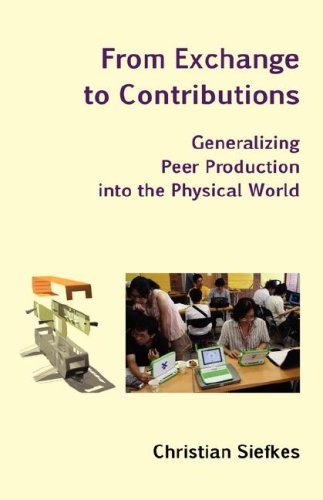 From Exchange
to Contributions
Generalizing
Peer Production
into the Physical World
Christian Siefkes